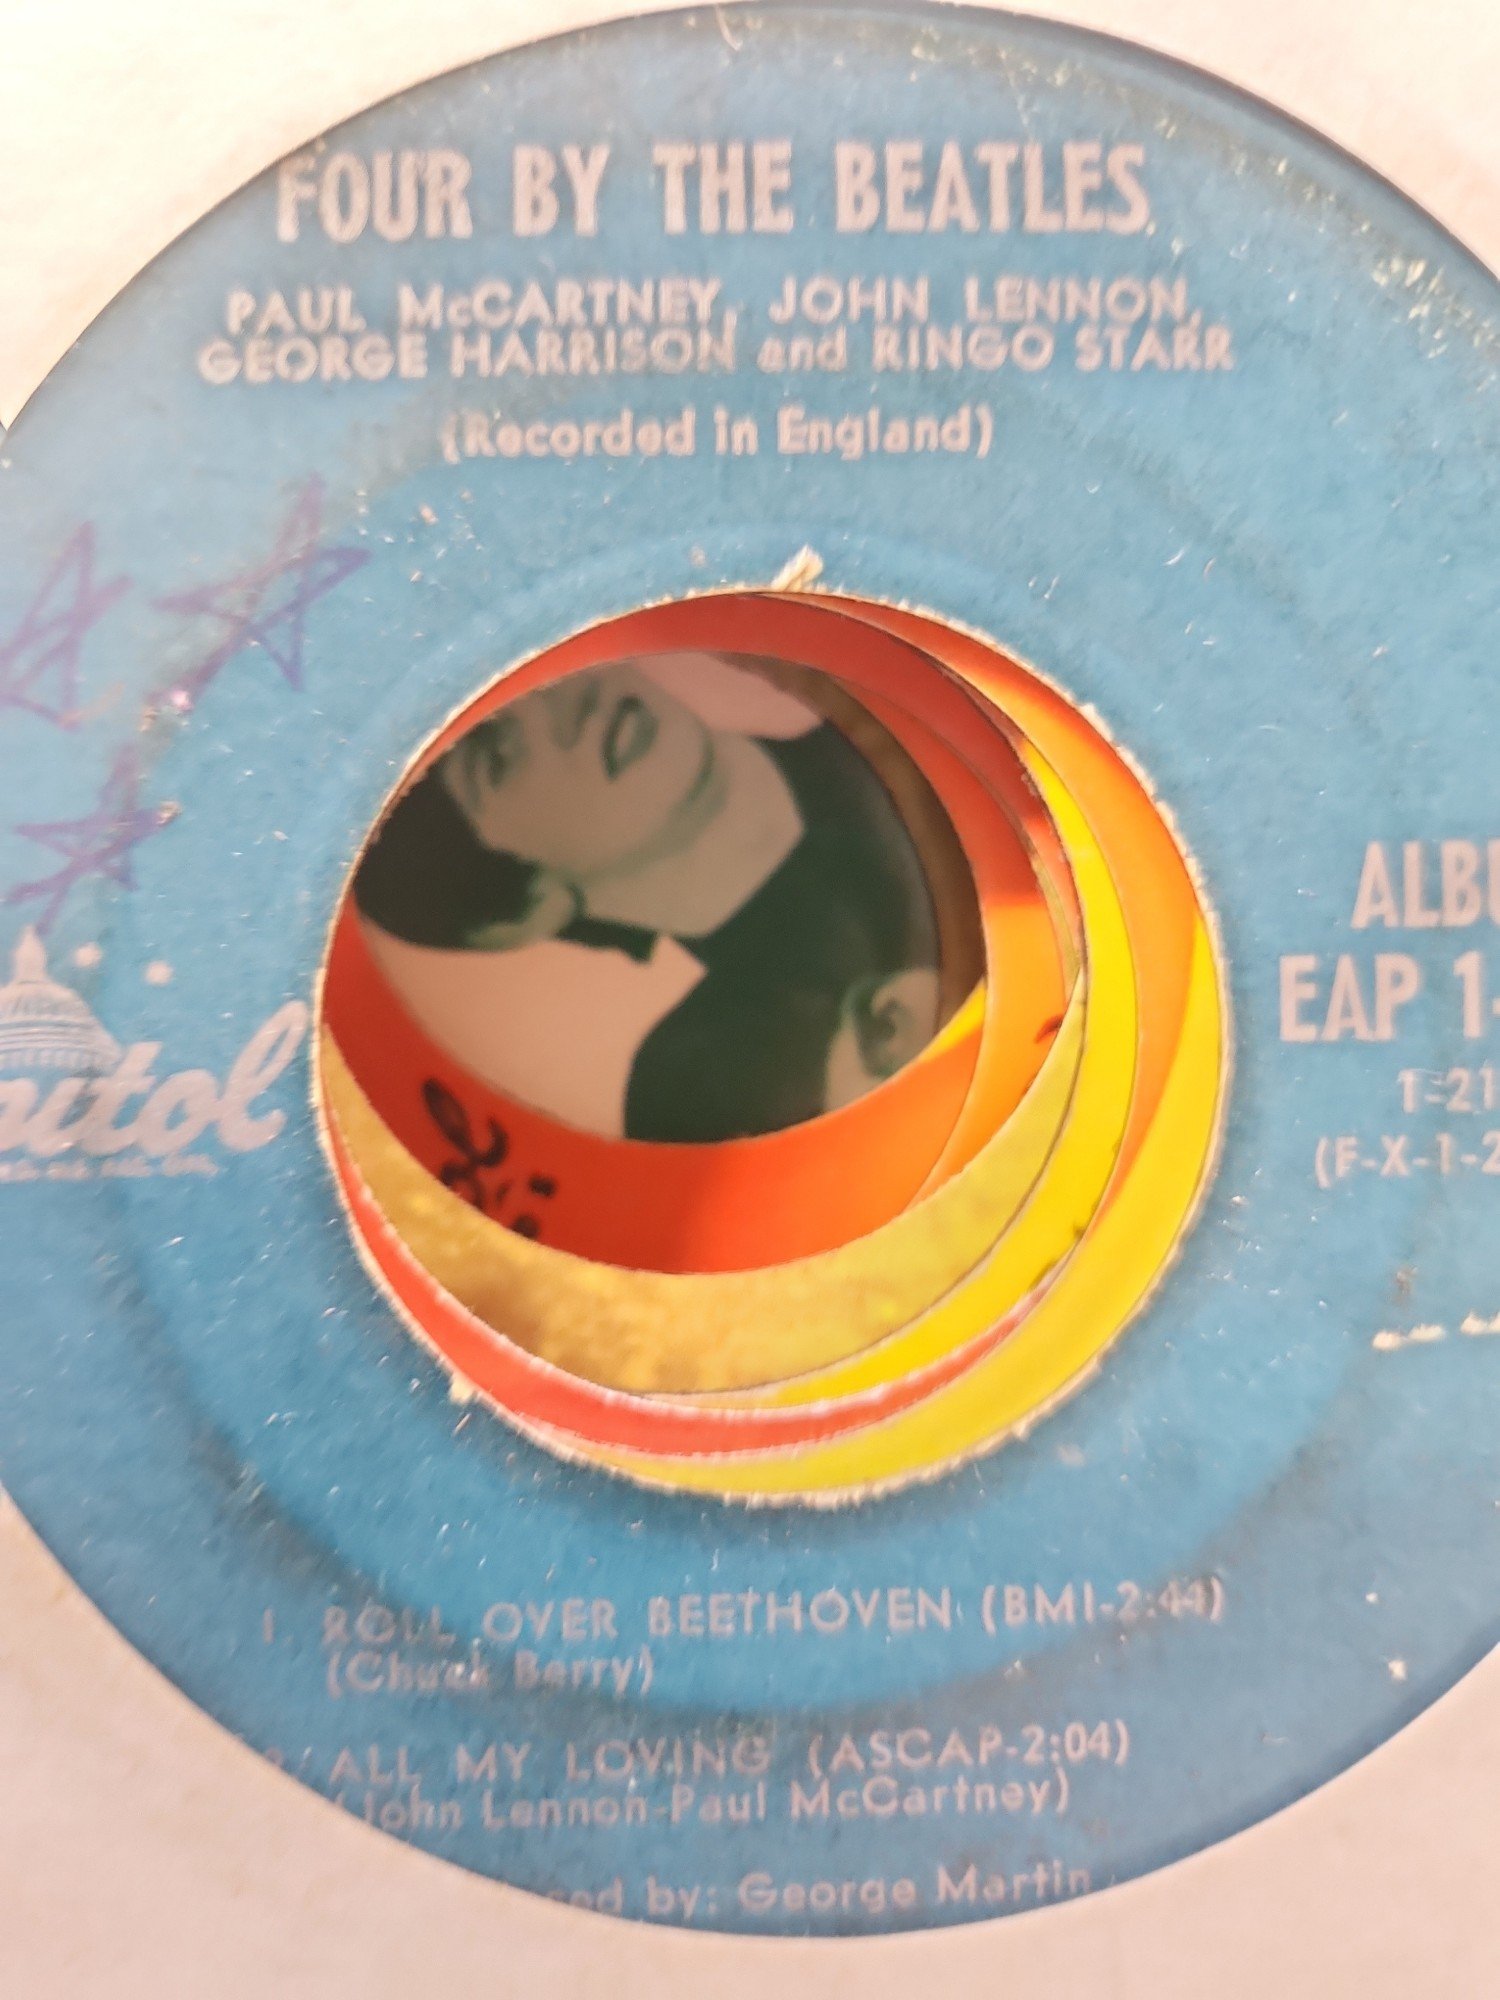 FOUR BY THE BEATLES
PAUL McCARTNEY, JOHN LENNON,
GEORGE HARRISON and RINGO STARR
(Recorded in England)
ALBU
EAP 1-
1-21
(F-X-1-2
1. ROLL OVER BEETHOVEN (BMI-2:44)
(Chuck Berry)
2. ALL MY LOVING (ASCAP-2:04)
(John Lennon-Paul McCartney)
by: George Martin